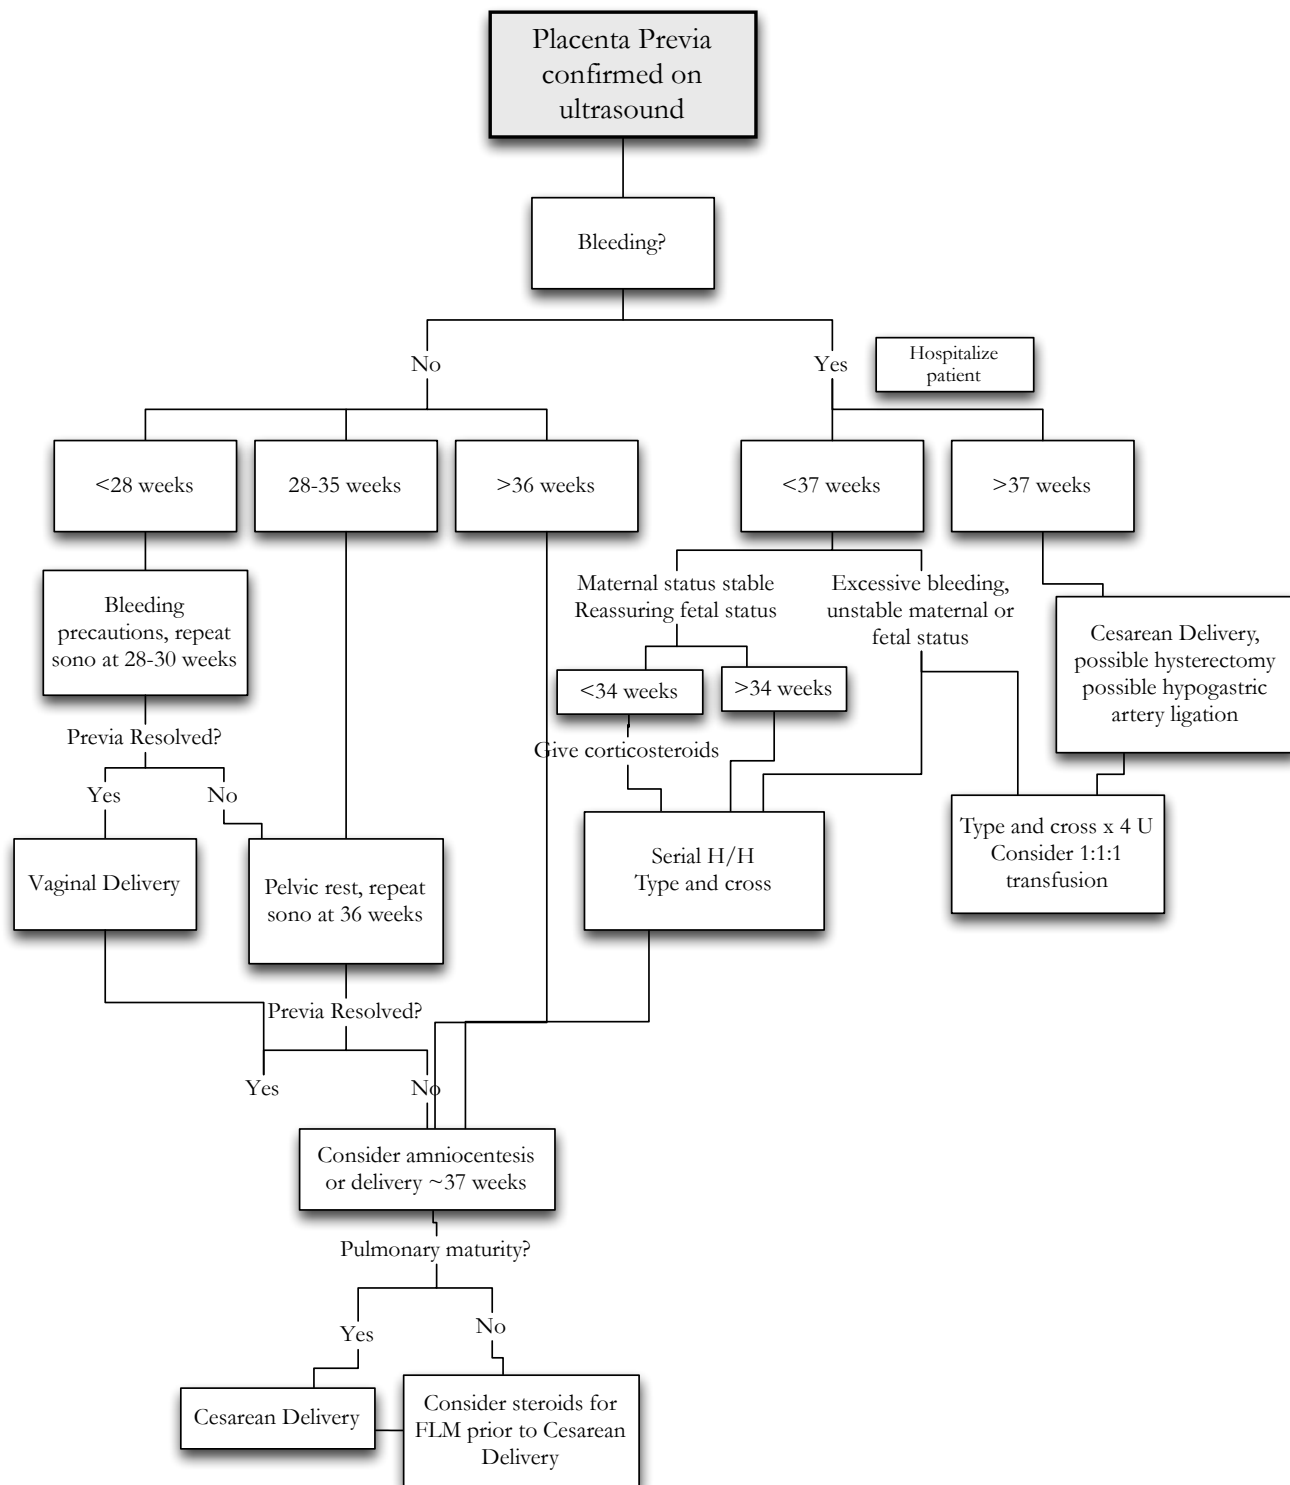 Placenta Previa
confirmed on
ultrasound
Bleeding?
No
Yes
Hospitalize
patient
<28 weeks
28-35 weeks
>36 weeks
<37 weeks
>37 weeks
Bleeding
precautions, repeat
sono at 28-30 weeks
Maternal status stable
Reassuring fetal status
Excessive bleeding,
unstable maternal or
fetal status
Cesarean Delivery,
possible hysterectomy
possible hypogastric
artery ligation
<34 weeks
>34 weeks
Previa Resolved?
Give corticosteroids
Yes
No
Vaginal Delivery
Pelvic rest, repeat
sono at 36 weeks
Serial H/H
Type and cross
Type and cross x 4 U
Consider 1:1:1
transfusion
Previa Resolved?
Yes
No
Consider amniocentesis
or delivery ~37 weeks
Pulmonary maturity?
Yes
No
Cesarean Delivery
Consider steroids for
FLM prior to Cesarean
Delivery